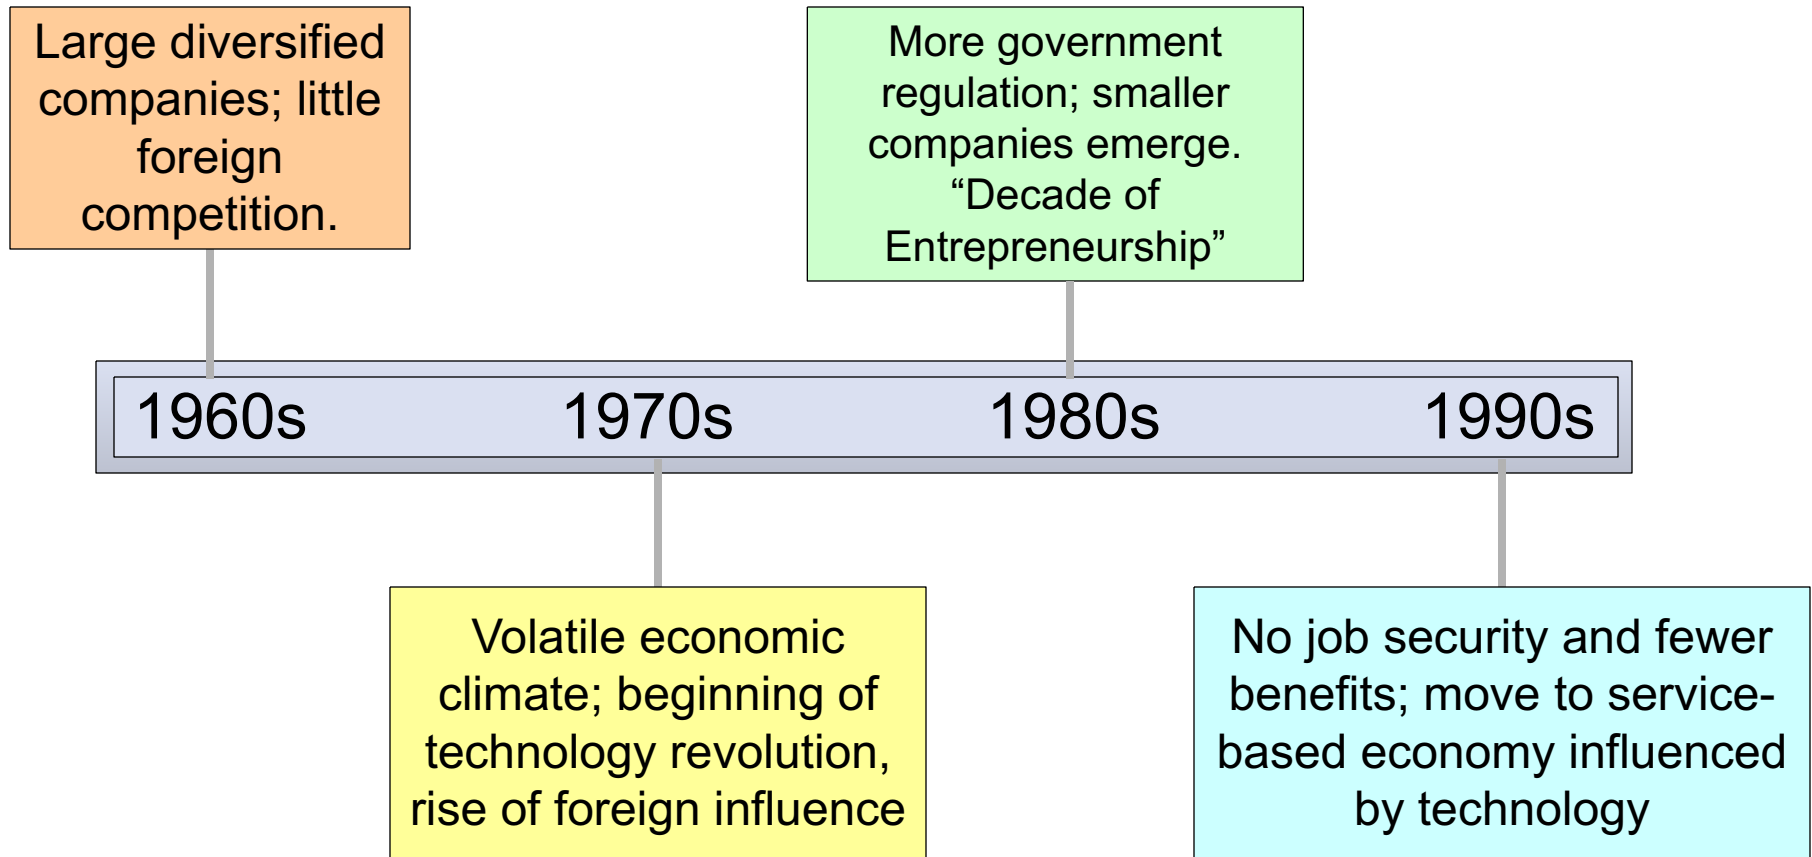 Large diversified
companies; little
foreign
competition.
More government
regulation; smaller
companies emerge.
“Decade of
Entrepreneurship”
1960s
1970s
1980s
1990s
Volatile economic
climate; beginning of
technology revolution,
rise of foreign influence
No job security and fewer
benefits; move to service-
based economy influenced
by technology